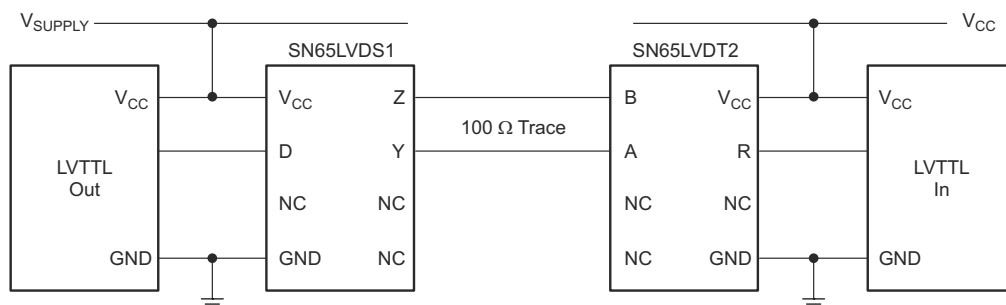 V_SUPPLY
V_CC
SN65LVDS1
SN65LVDT2
V_CC
V_CC
Z
B
V_CC
V_CC
100 Ω Trace
D
Y
A
R
LVTTL
Out
LVTTL
In
NC
NC
NC
NC
GND
GND
NC
NC
GND
GND